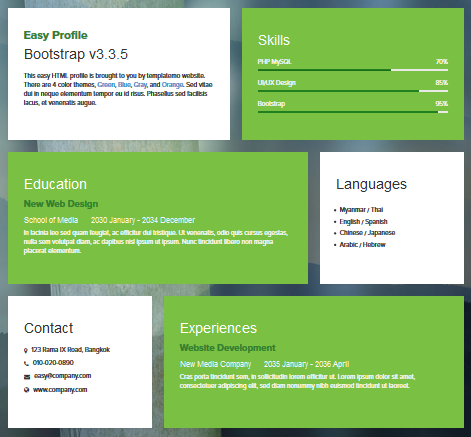 Easy Profile
Bootstrap v3.3.5
This easy HTML profile is brought to you by templatemo website.
There are 4 color themes, Green, Blue, Gray, and Orange. Sed vitae
dui in neque elementum tempor eu id risus. Phasellus sed facilisis
lacus, et venenatis augue.
Skills
PHP MySQL 70%
UI/UX Design 85%
Bootstrap 95%
Education
New Web Design
School of Media 2030 January - 2034 December
In lacinia leo sed quam feugiat, ac efficitur dui tristique. Ut venenatis, odio quis cursus egestas,
nulla sem volutpat diam, ac dapibus nisl ipsum ut ipsum. Nunc tincidunt libero non magna
placerat elementum.
Languages
Myanmar / Thai
English / Spanish
Chinese / Japanese
Arabic / Hebrew
Contact
123 Rama IX Road, Bangkok
010-020-0890
easy@company.com
www.company.com
Experiences
Website Development
New Media Company 2035 January - 2036 April
Cras porta tincidunt sem, in sollicitudin lorem efficitur ut. Lorem ipsum dolor sit amet,
consectetuer adipiscing elit, sed diam nonummy nibh euismod tincidunt ut laoreet.